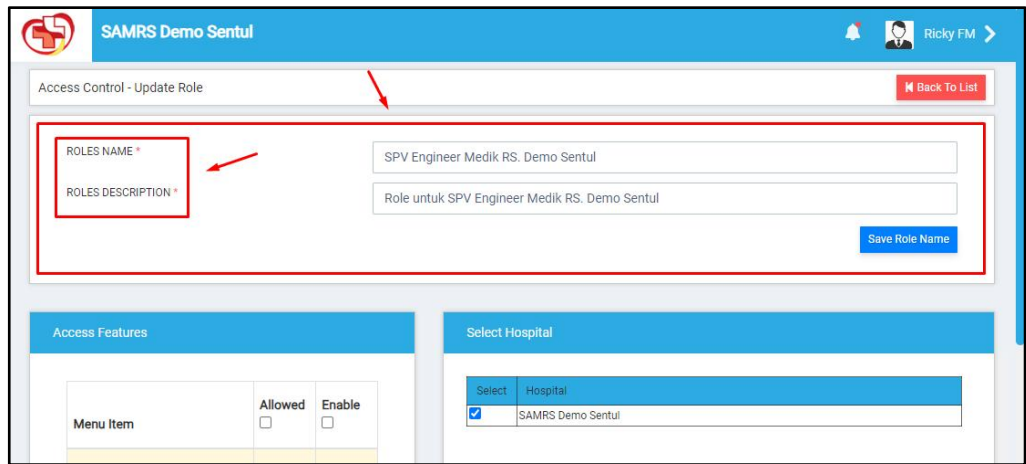 SAMRS Demo Sentul
Ricky FM
Access Control - Update Role
Back To List
ROLES NAME *
SPV Engineer Medik RS. Demo Sentul
ROLES DESCRIPTION *
Role untuk SPV Engineer Medik RS. Demo Sentul
Save Role Name
Access Features
Select Hospital
Menu Item
Allowed
Enable
Select
Hospital
SAMRS Demo Sentul